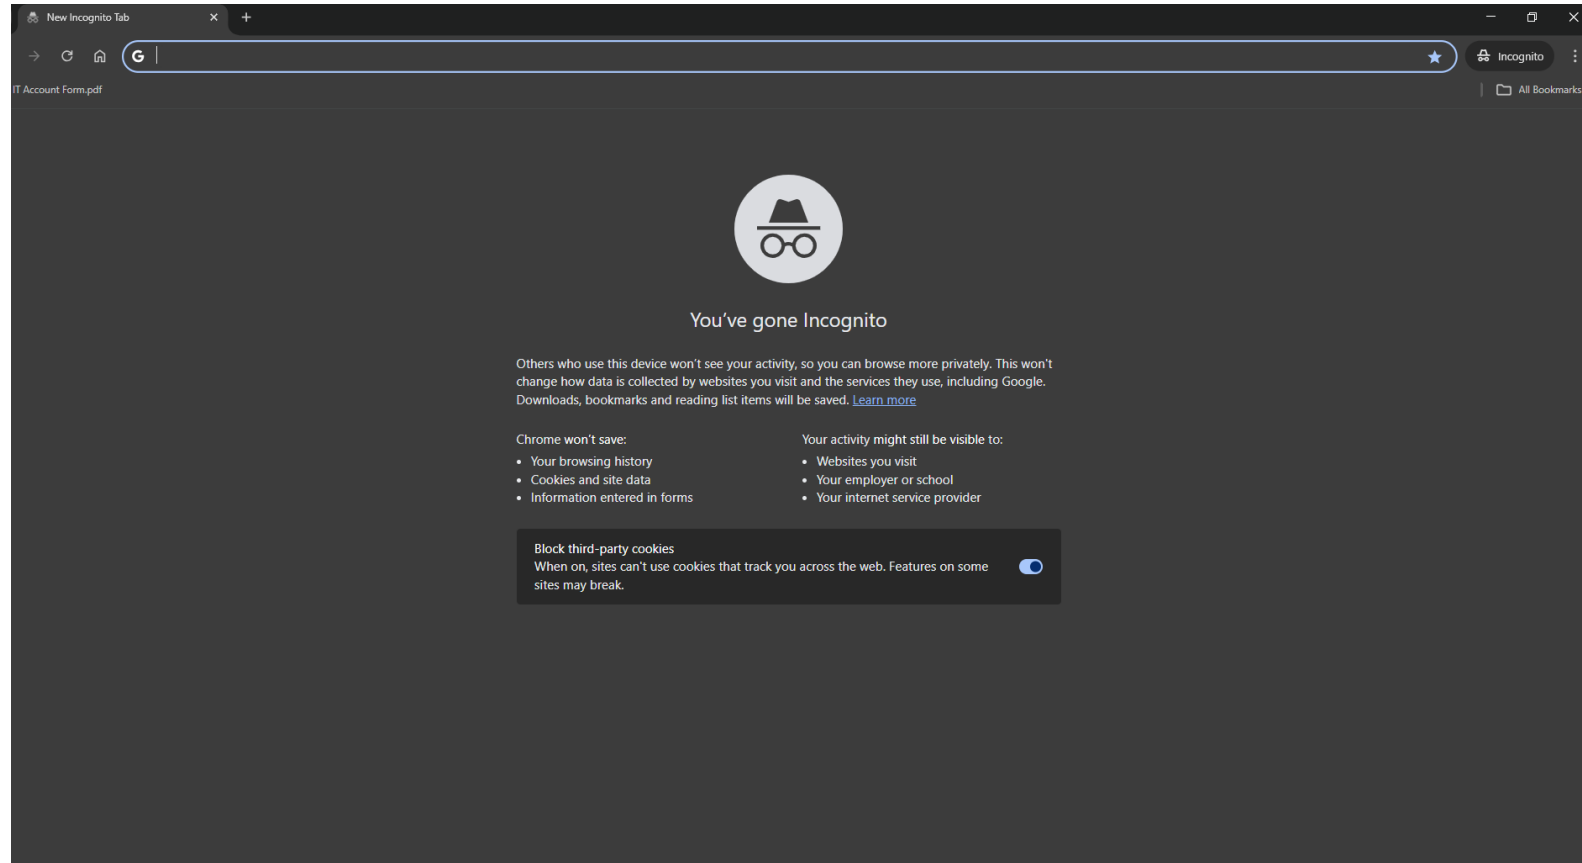 New Incognito Tab
G
Incognito
IT Account Form.pdf
All Bookmarks
You've gone Incognito
Others who use this device won't see your activity, so you can browse more privately. This won't
change how data is collected by websites you visit and the services they use, including Google.
Downloads, bookmarks and reading list items will be saved. Learn more
Chrome won't save:
• Your browsing history
• Cookies and site data
• Information entered in forms
Your activity might still be visible to:
• Websites you visit
• Your employer or school
• Your internet service provider
Block third-party cookies
When on, sites can't use cookies that track you across the web. Features on some
sites may break.